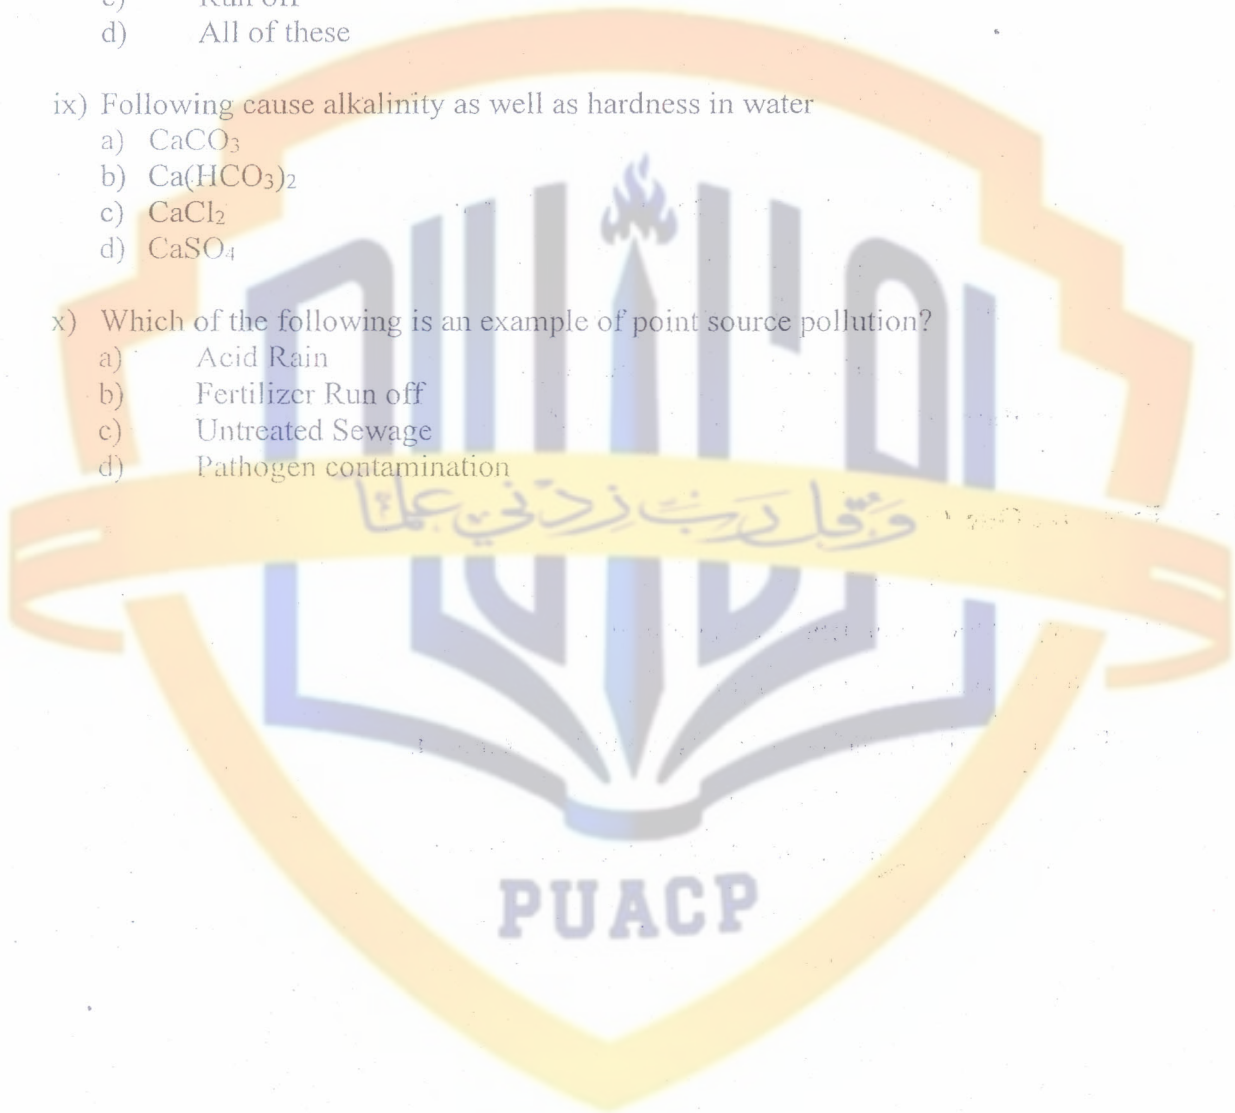 c) Run off
d) All of these
ix) Following cause alkalinity as well as hardness in water
a) CaCO₃
b) Ca(HCO₃)₂
c) CaCl₂
d) CaSO₄
x) Which of the following is an example of point source pollution?
a) Acid Rain
b) Fertilizer Run off
c) Untreated Sewage
d) Pathogen contamination
وَقُل رَبِّ زِدْنِي عِلْمًا
PUACP